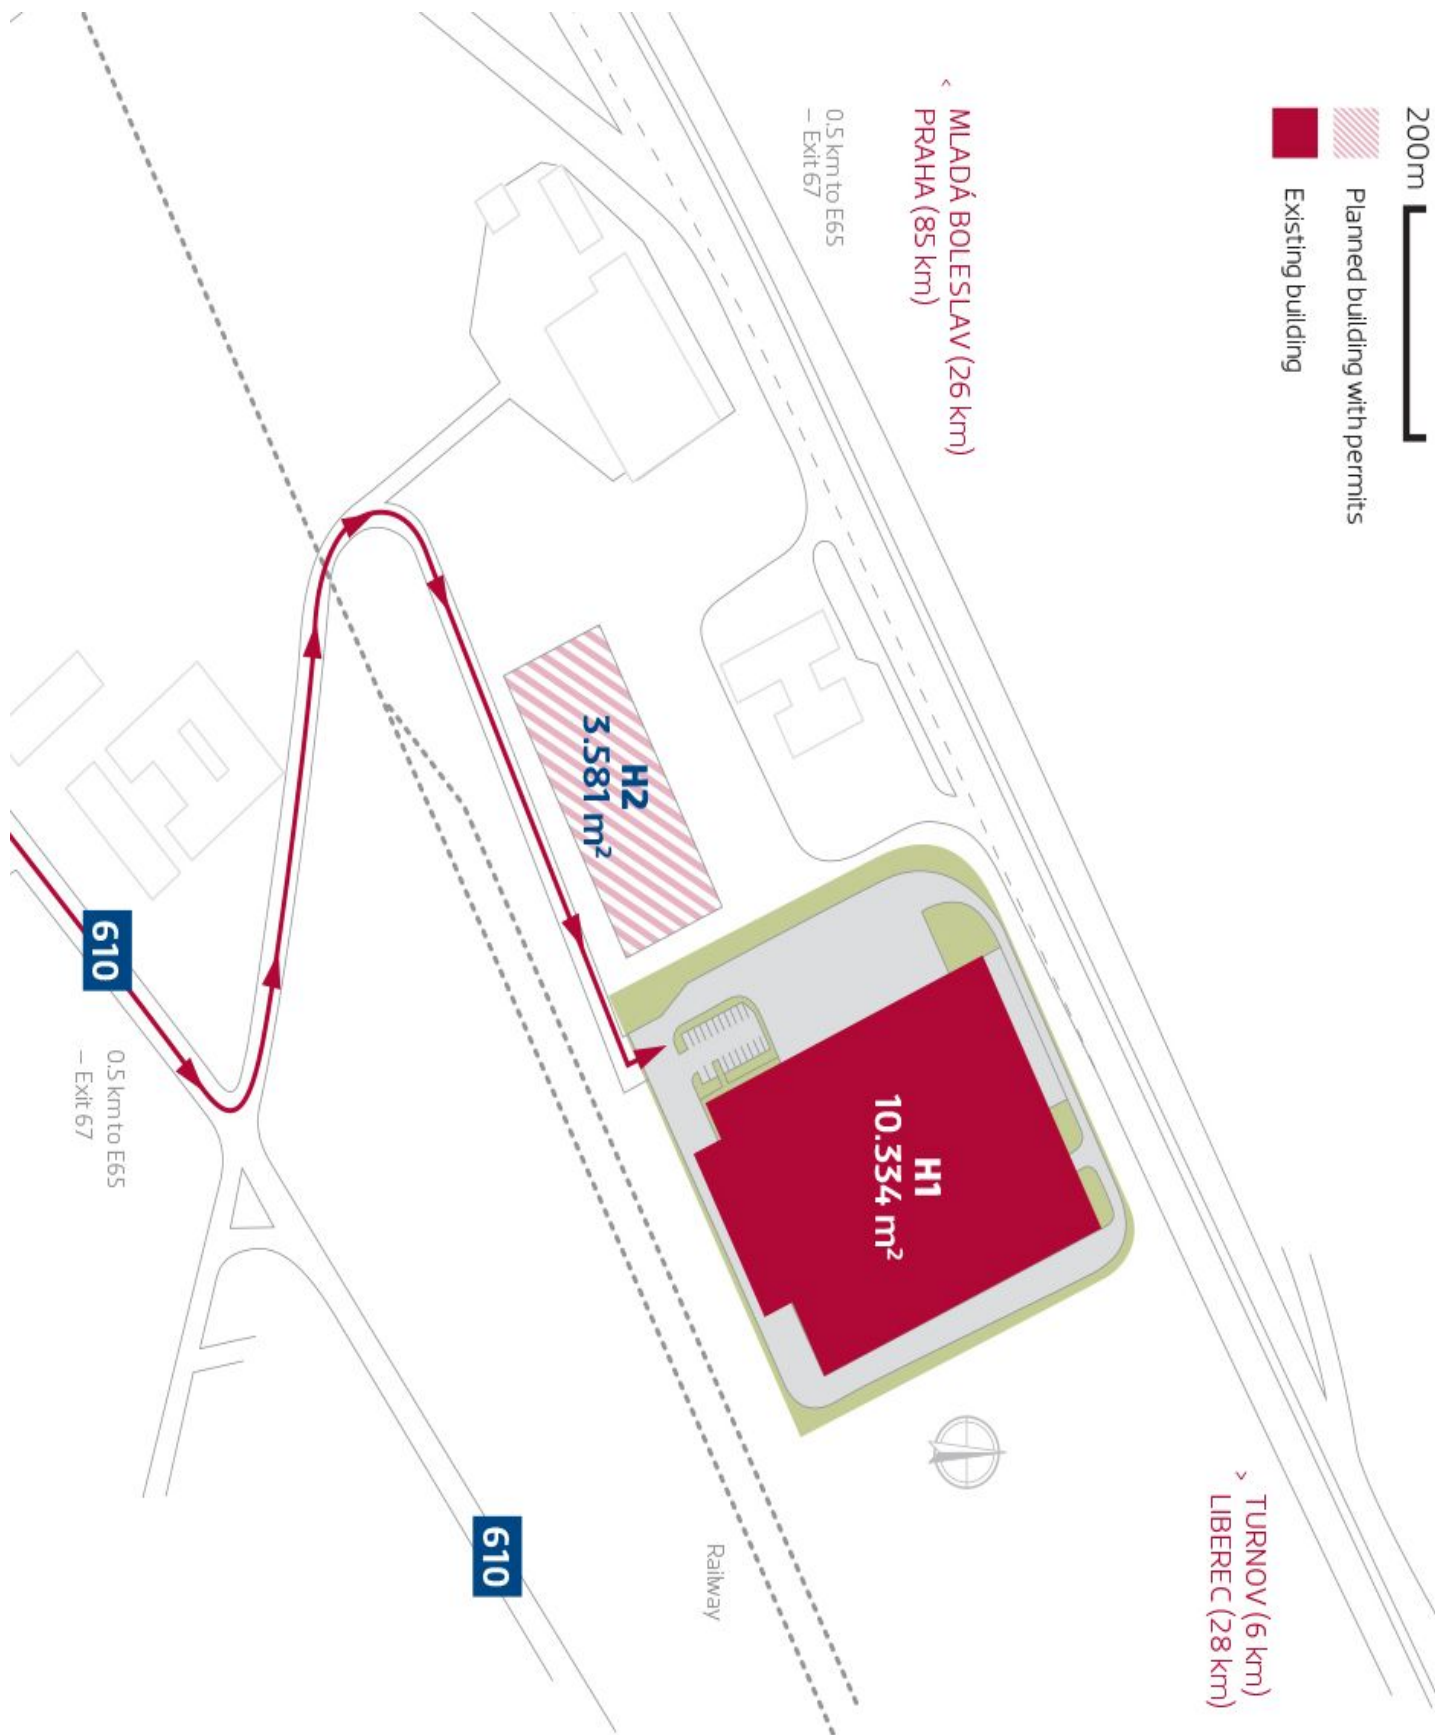 200m
Planned building with permits
Existing building
‹ MLADÁ BOLESLAV (26 km)
PRAHA (85 km)
0.5 km to E65
– Exit 67
› TURNOV (6 km)
LIBEREC (28 km)
H1
10.334 m²
H2
3.581 m²
Railway
610
610
0.5 km to E65
– Exit 67